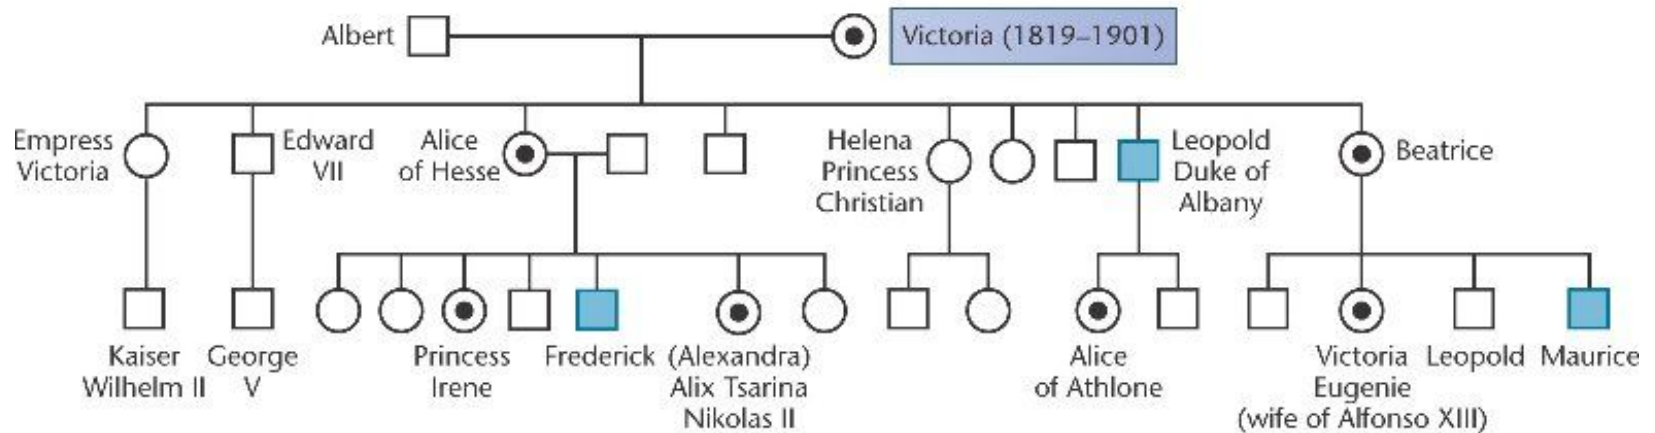 Albert
Victoria (1819–1901)
Empress
Victoria
Edward
VII
Alice
of Hesse
Helena
Princess
Christian
Leopold
Duke of
Albany
Beatrice
Kaiser
Wilhelm II
George
V
Princess
Irene
Frederick
(Alexandra)
Alix Tsarina
Nikolas II
Alice
of Athlone
Victoria
Eugenie
(wife of Alfonso XIII)
Leopold
Maurice